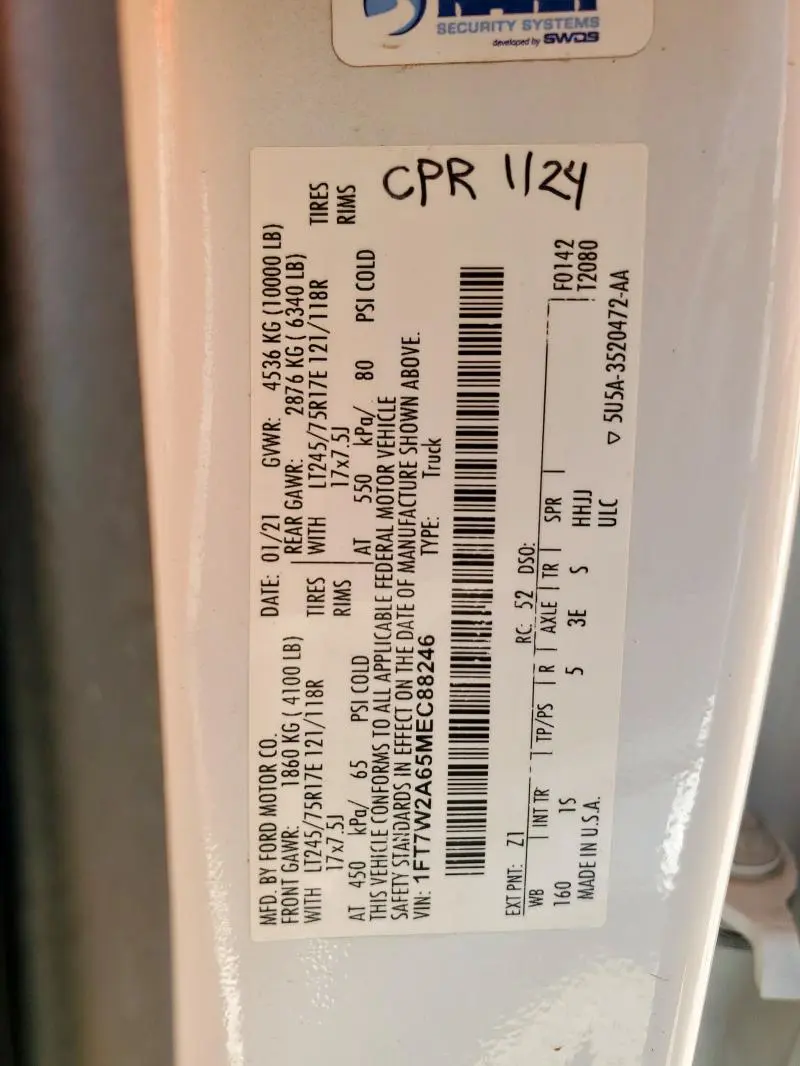 SECURITY SYSTEMS
developed by SWDS
CPR 1/24
MFD. BY FORD MOTOR CO. DATE: 01/21 GVWR: 4536 KG (10000 LB)
FRONT GAWR: 1860 KG ( 4100 LB) REAR GAWR: 2876 KG ( 6340 LB)
WITH LT245/75R17E 121/118R TIRES WITH LT245/75R17E 121/118R TIRES
17x7.5J RIMS 17x7.5J RIMS
AT 450 kPa/ 65 PSI COLD AT 550 kPa/ 80 PSI COLD
THIS VEHICLE CONFORMS TO ALL APPLICABLE FEDERAL MOTOR VEHICLE
SAFETY STANDARDS IN EFFECT ON THE DATE OF MANUFACTURE SHOWN ABOVE.
VIN: 1FT7W2A65MEC88246 TYPE: Truck
EXT PNT: Z1 RC: 52 DSO:
WB INT TR TP/PS R AXLE TR SPR F0142
160 1S 5 3E S HHJJ T2080
MADE IN U.S.A. ULC ▽ 5U5A-3520472-AA